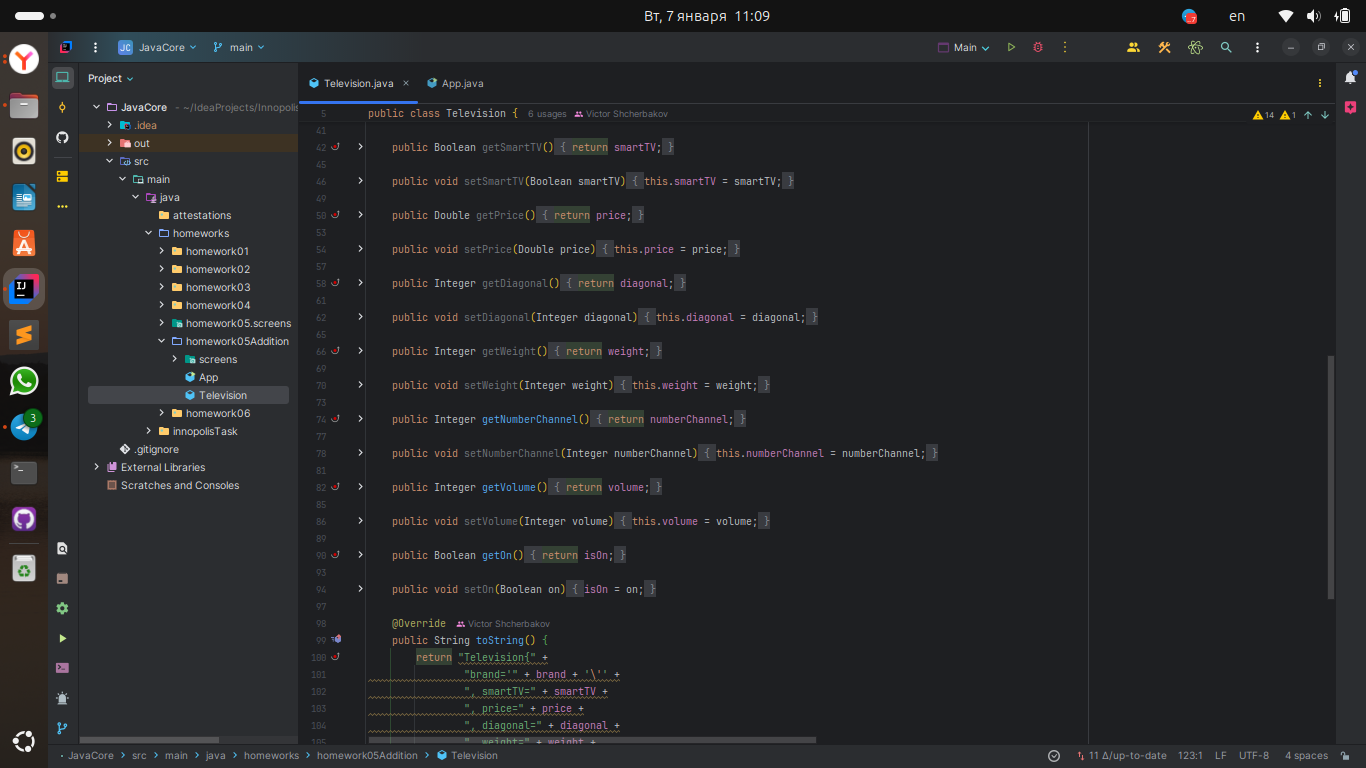 Вт, 7 января 11:09
en
JC JavaCore main
Main
Project
Television.java
App.java
JavaCore - ~/IdeaProjects/Innopolis
.idea
out
src
main
java
attestations
homeworks
homework01
homework02
homework03
homework04
homework05.screens
homework05Addition
screens
App
Television
homework06
innopolisTask
.gitignore
External Libraries
Scratches and Consoles
3
5 public class Television { 6 usages Victor Shcherbakov
14 1
41
42 public Boolean getSmartTV() { return smartTV; }
45
46 public void setSmartTV(Boolean smartTV) { this.smartTV = smartTV; }
49
50 public Double getPrice() { return price; }
53
54 public void setPrice(Double price) { this.price = price; }
57
58 public Integer getDiagonal() { return diagonal; }
61
62 public void setDiagonal(Integer diagonal) { this.diagonal = diagonal; }
65
66 public Integer getWeight() { return weight; }
69
70 public void setWeight(Integer weight) { this.weight = weight; }
73
74 public Integer getNumberChannel() { return numberChannel; }
77
78 public void setNumberChannel(Integer numberChannel) { this.numberChannel = numberChannel; }
81
82 public Integer getVolume() { return volume; }
85
86 public void setVolume(Integer volume) { this.volume = volume; }
89
90 public Boolean getOn() { return isOn; }
93
94 public void setOn(Boolean on) { isOn = on; }
97
98 @Override Victor Shcherbakov
99 public String toString() {
100 return "Television{" +
101 "brand='" + brand + '\'' +
102 ", smartTV=" + smartTV +
103 ", price=" + price +
104 ", diagonal=" + diagonal +
105 ", weight=" + weight +
JavaCore > src > main > java > homeworks > homework05Addition > Television
11 Δ/up-to-date 123:1 LF UTF-8 4 spaces